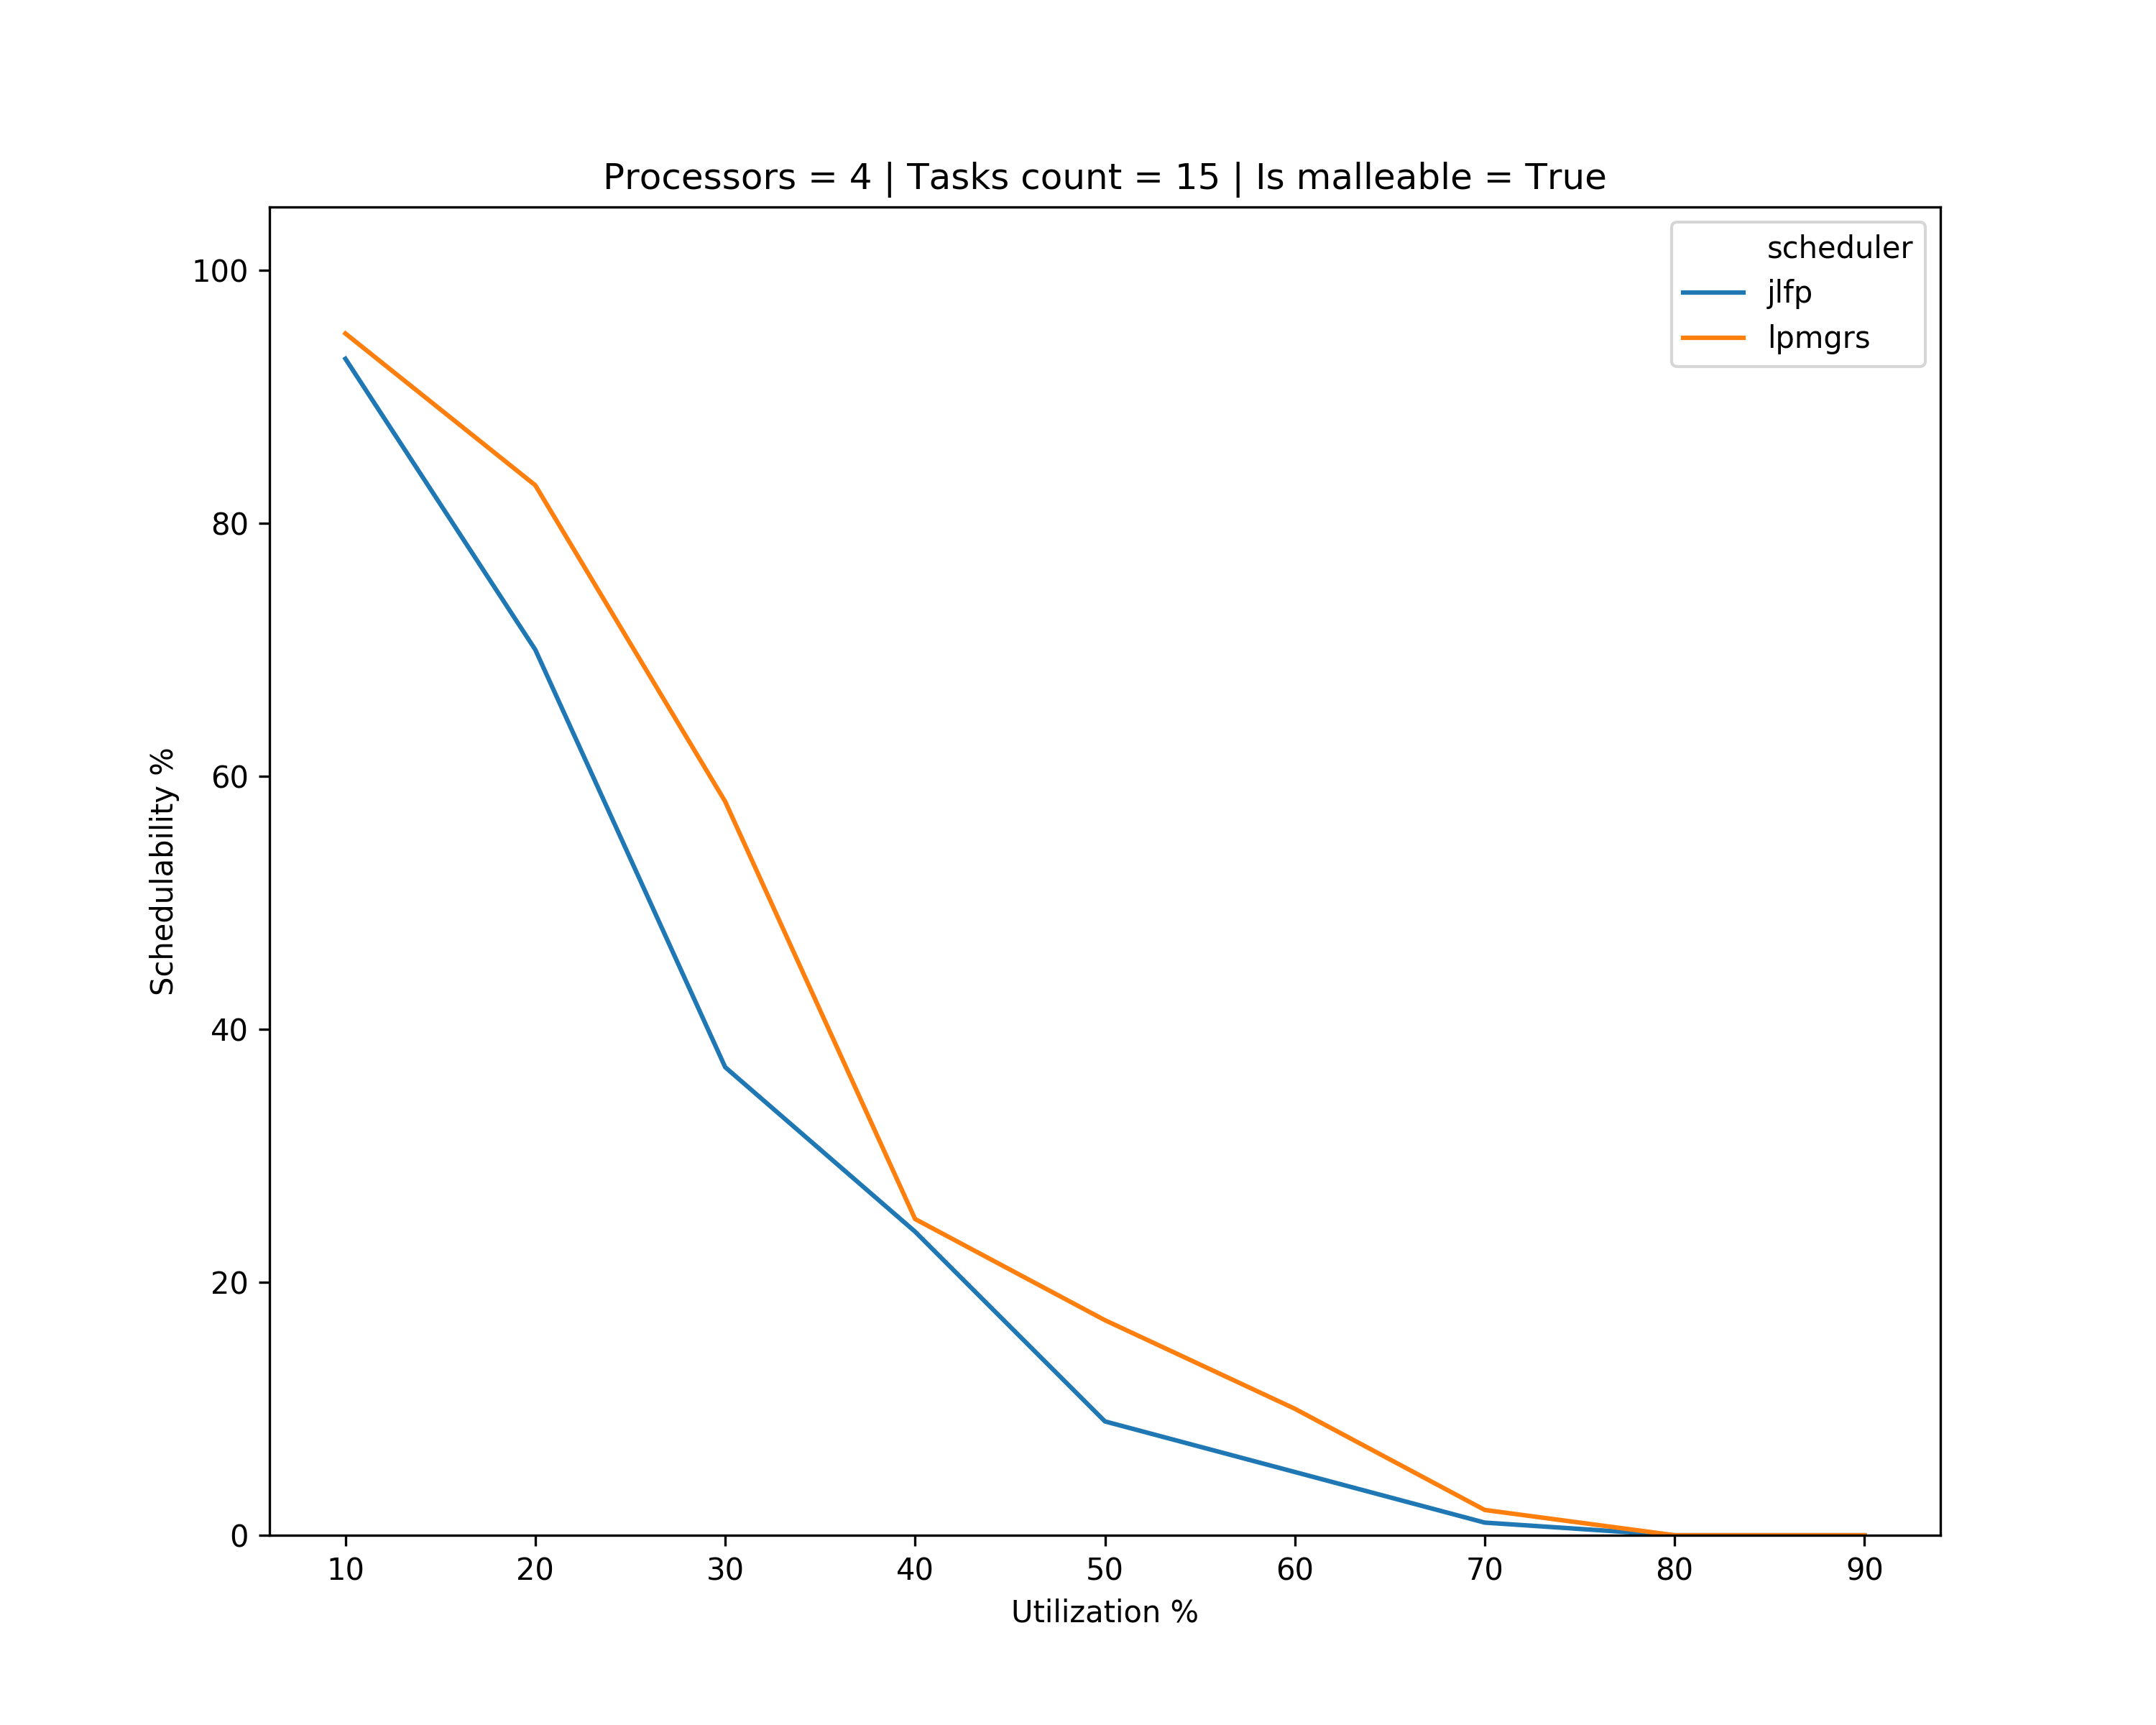 Processors = 4 | Tasks count = 15 | Is malleable = True
scheduler
jlfp
lpmgrs
100
80
60
40
20
0
Schedulability %
10 20 30 40 50 60 70 80 90
Utilization %